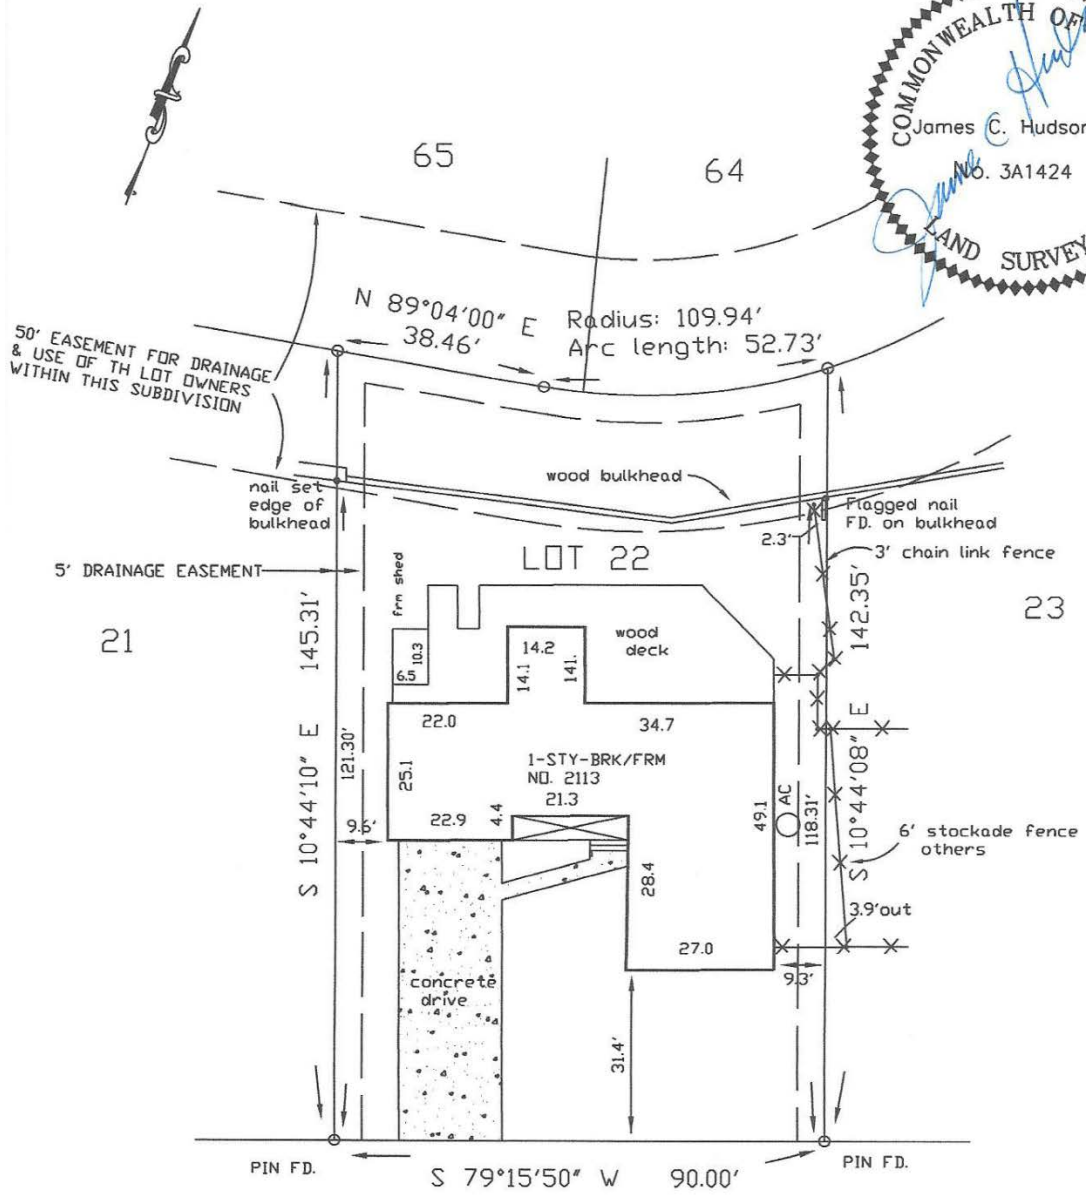 COMMONWEALTH OF
James C. Hudson
No. 3A1424
LAND SURVEY
65
64
N 89°04'00" E
38.46'
Radius: 109.94'
Arc length: 52.73'
50' EASEMENT FOR DRAINAGE
& USE OF TH LOT OWNERS
WITHIN THIS SUBDIVISION
nail set
edge of
bulkhead
wood bulkhead
Flagged nail
FD. on bulkhead
2.3'
3' chain link fence
5' DRAINAGE EASEMENT
LOT 22
frm shed
21
23
S 10°44'10" E 145.31'
121.30'
6.5
10.3
14.2
14.1
141.
wood
deck
S 10°44'08" E 142.35'
118.31'
22.0
34.7
1-STY-BRK/FRM
NO. 2113
21.3
25.1
22.9
4.4
49.1
AC
9.6'
6' stockade fence
others
28.4
3.9'out
27.0
9.3'
concrete
drive
31.4'
PIN FD.
S 79°15'50" W 90.00'
PIN FD.